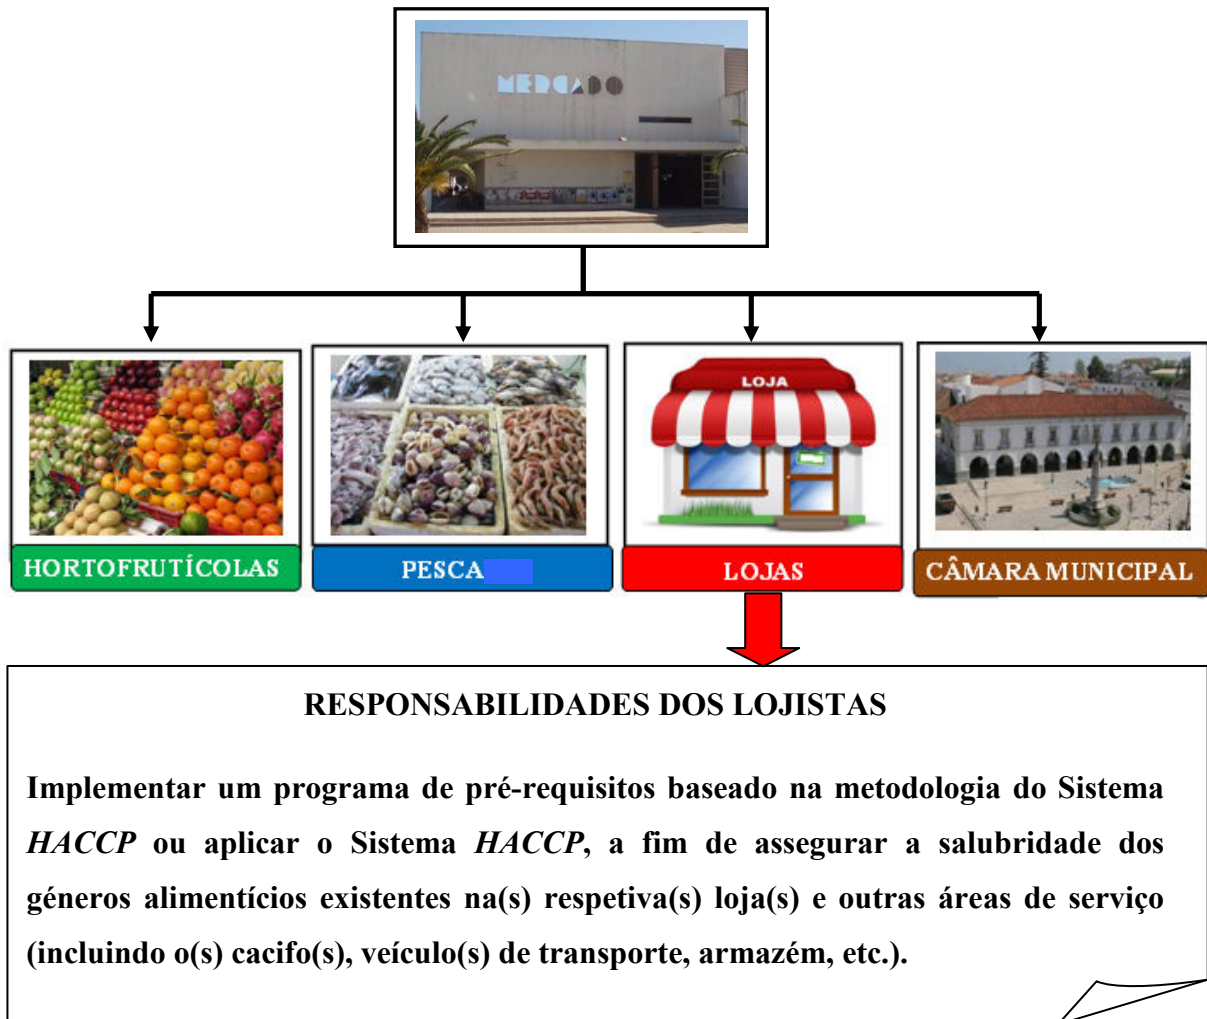 MERCADO
LOJA
HORTOFRUTÍCOLAS
PESCA
LOJAS
CÂMARA MUNICIPAL
RESPONSABILIDADES DOS LOJISTAS
Implementar um programa de pré-requisitos baseado na metodologia do Sistema
HACCP ou aplicar o Sistema HACCP, a fim de assegurar a salubridade dos
géneros alimentícios existentes na(s) respetiva(s) loja(s) e outras áreas de serviço
(incluindo o(s) cacifo(s), veículo(s) de transporte, armazém, etc.).